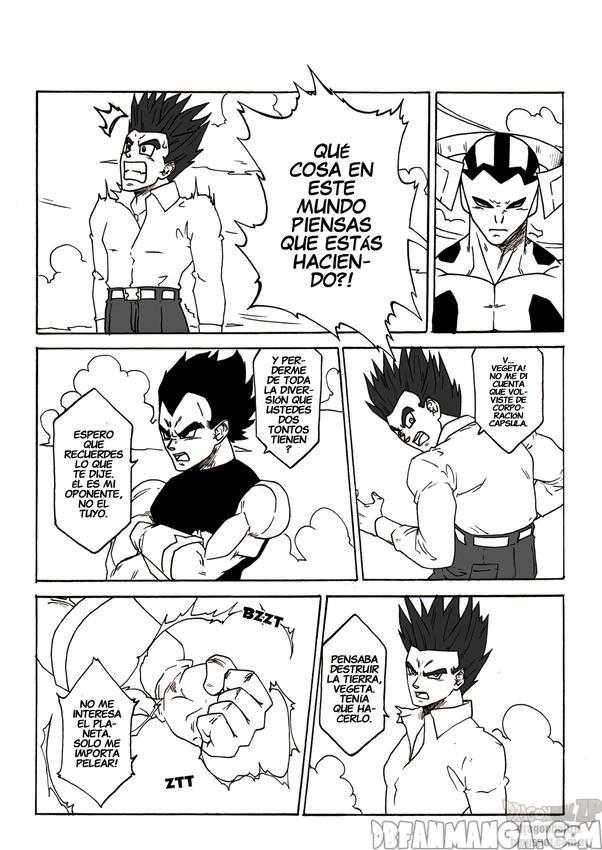 QUÉ
COSA EN
ESTE
MUNDO
PIENSAS
QUE ESTÁS
HACIEN-
DO?!
V...
VEGETA!
NO ME DI
CUENTA
QUE VOL-
VISTE DE
CORPO-
RACIÓN
CAPSULA.
Y PER-
DERME
DE TODA
LA DIVER-
SIÓN QUE
USTEDES
DOS
TONTOS
TIENEN
?
ESPERO
QUE
RECUERDES
LO QUE
TE DIJE.
ÉL ES MI
OPONENTE,
NO EL
TUYO.
PENSABA
DESTRUIR
LA TIERRA,
VEGETA.
TENÍA
QUE HA-
CERLO.
BZZT
NO ME
INTERESA
EL PLA-
NETA.
SOLO ME
IMPORTA
PELEAR!
ZTT
DBFANMANGA.COM